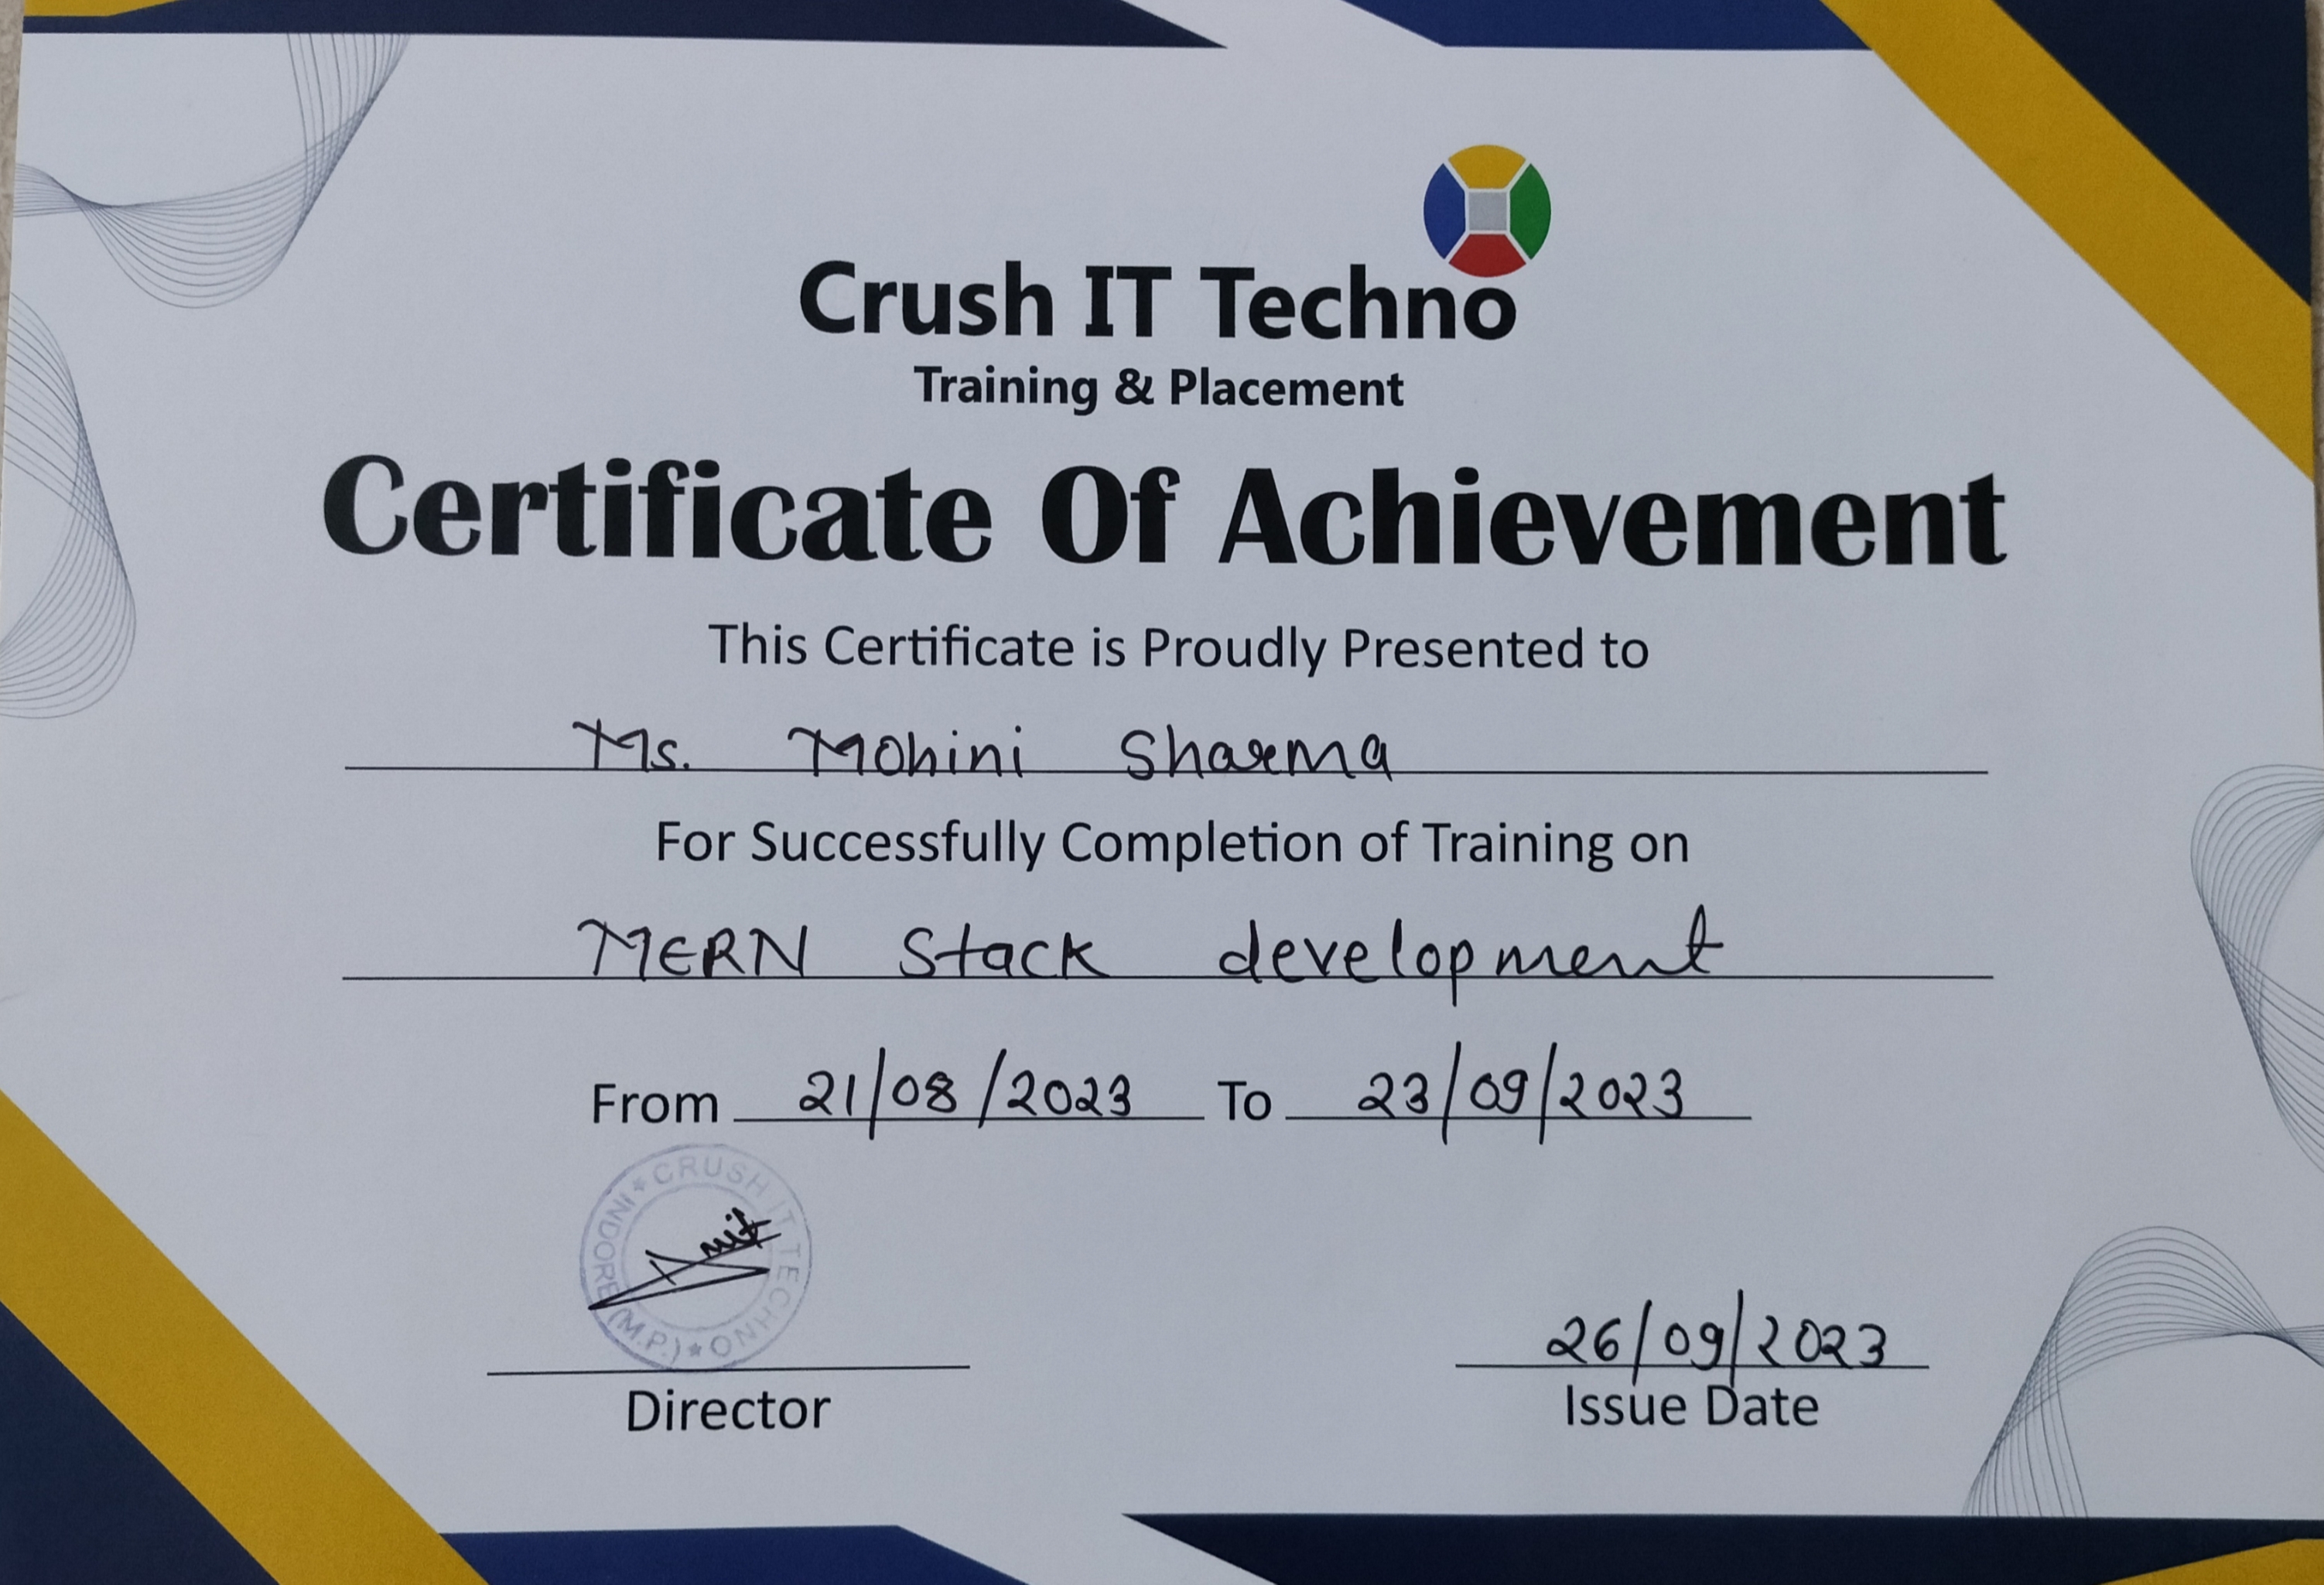 Crush IT Techno
Training & Placement
Certificate Of Achievement
This Certificate is Proudly Presented to
Ms. Mohini Sharma
For Successfully Completion of Training on
MERN Stack development
From 21/08/2023 To 23/09/2023
CRUSH IT TECHNO ★ INDORE (M.P.) ★
Amit
26/09/2023
Director Issue Date